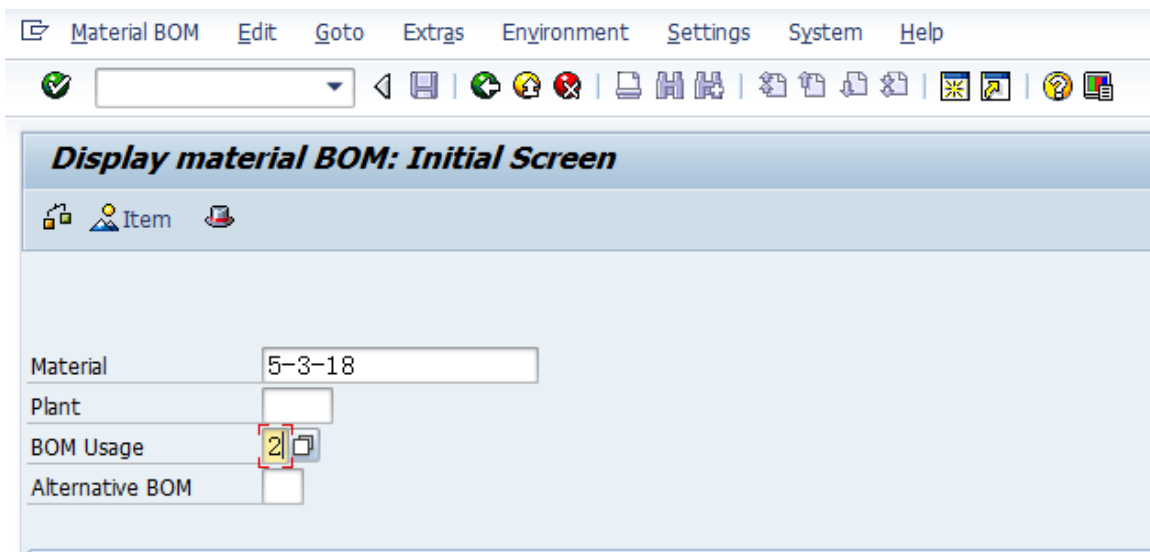 Material BOM Edit Goto Extras Environment Settings System Help
Display material BOM: Initial Screen
Item
Material 5-3-18
Plant
BOM Usage 2
Alternative BOM